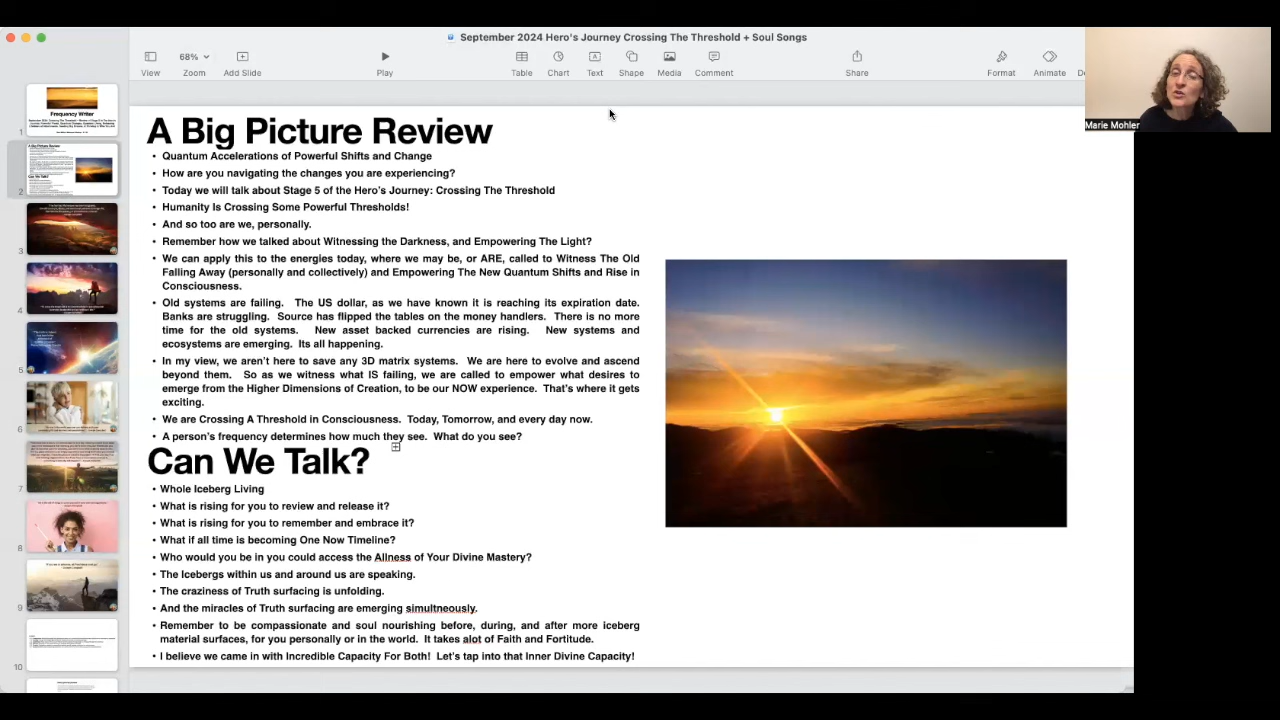 September 2024 Hero's Journey Crossing The Threshold + Soul Songs
68%
View Zoom Add Slide Play Table Chart Text Shape Media Comment Share Format Animate
Marie Mohler
Frequency Writer
1
2
3
4
5
6
7
8
9
10
A Big Picture Review
• Quantum Accelerations of Powerful Shifts and Change
• How are you navigating the changes you are experiencing?
• Today we will talk about Stage 5 of the Hero's Journey: Crossing The Threshold
• Humanity Is Crossing Some Powerful Thresholds!
• And so too are we, personally.
• Remember how we talked about Witnessing the Darkness, and Empowering The Light?
• We can apply this to the energies today, where we may be, or ARE, called to Witness The Old
Falling Away (personally and collectively) and Empowering The New Quantum Shifts and Rise in
Consciousness.
• Old systems are failing. The US dollar, as we have known it is reaching its expiration date.
Banks are struggling. Source has flipped the tables on the money handlers. There is no more
time for the old systems. New asset backed currencies are rising. New systems and
ecosystems are emerging. Its all happening.
• In my view, we aren't here to save any 3D matrix systems. We are here to evolve and ascend
beyond them. So as we witness what IS failing, we are called to empower what desires to
emerge from the Higher Dimensions of Creation, to be our NOW experience. That's where it gets
exciting.
• We are Crossing A Threshold in Consciousness. Today, Tomorrow, and every day now.
• A person's frequency determines how much they see. What do you see?
Can We Talk?
• Whole Iceberg Living
• What is rising for you to review and release it?
• What is rising for you to remember and embrace it?
• What if all time is becoming One Now Timeline?
• Who would you be in you could access the Allness of Your Divine Mastery?
• The Icebergs within us and around us are speaking.
• The craziness of Truth surfacing is unfolding.
• And the miracles of Truth surfacing are emerging simultneously.
• Remember to be compassionate and soul nourishing before, during, and after more iceberg
material surfaces, for you personally or in the world. It takes alot of Faith and Fortitude.
• I believe we came in with Incredible Capacity For Both! Let's tap into that Inner Divine Capacity!